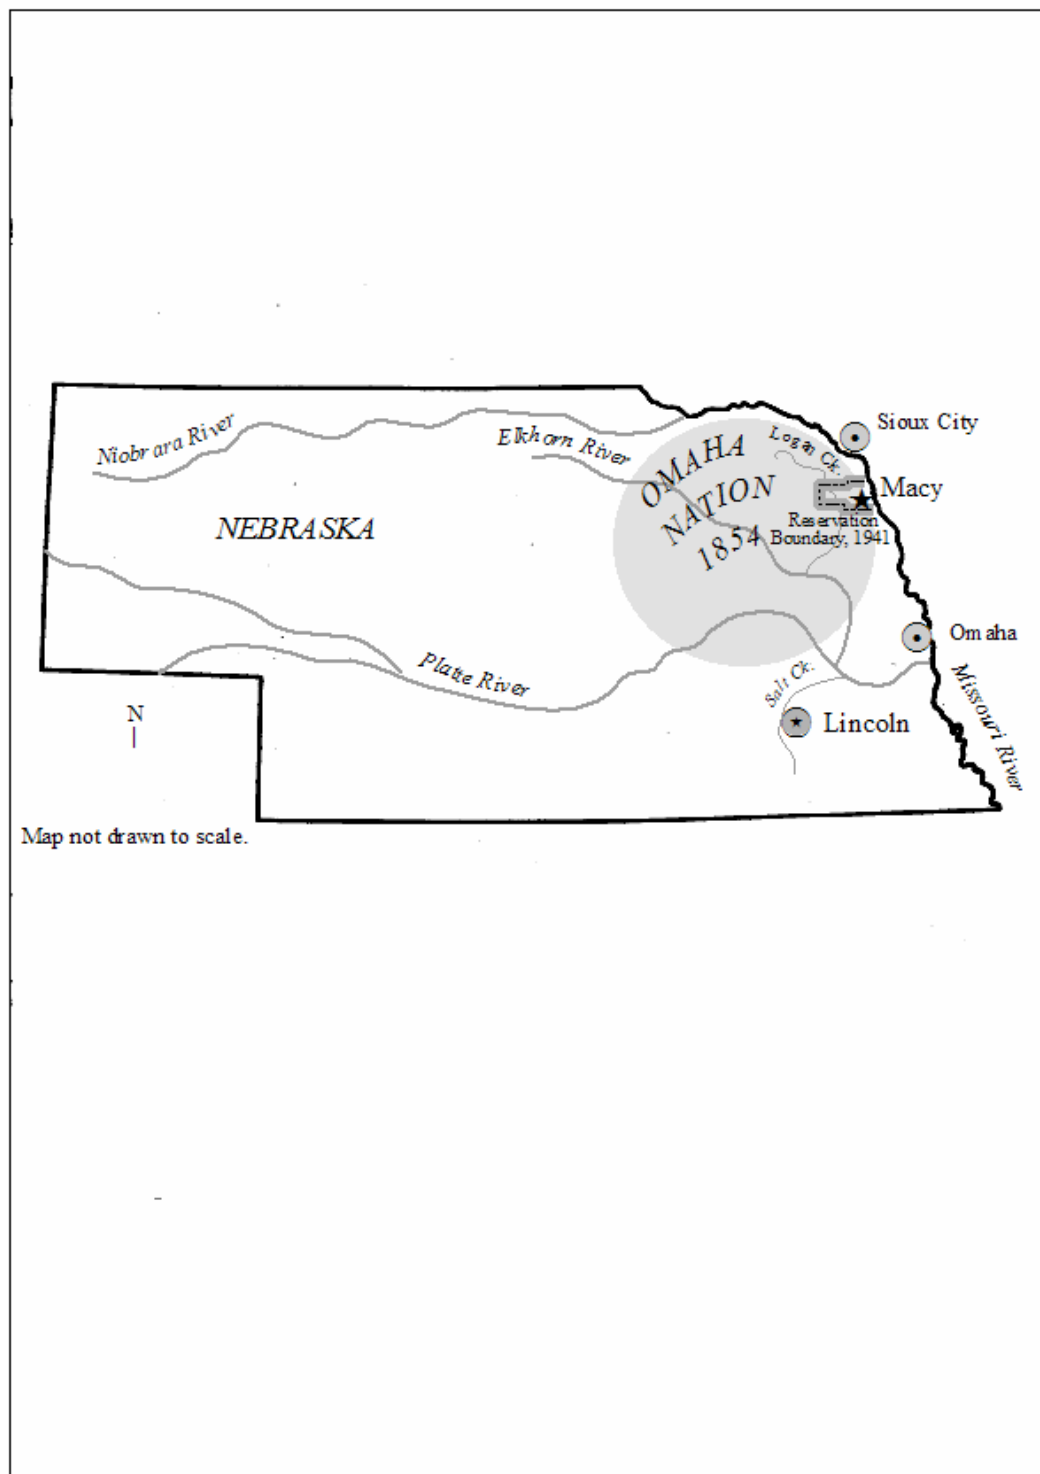 Niobrara River
Elkhorn River
OMAHA
NATION
1854
Logan Ck.
Sioux City
Macy
Reservation
Boundary, 1941
NEBRASKA
Omaha
Platte River
Salt Ck.
Missouri River
Lincoln
N
Map not drawn to scale.